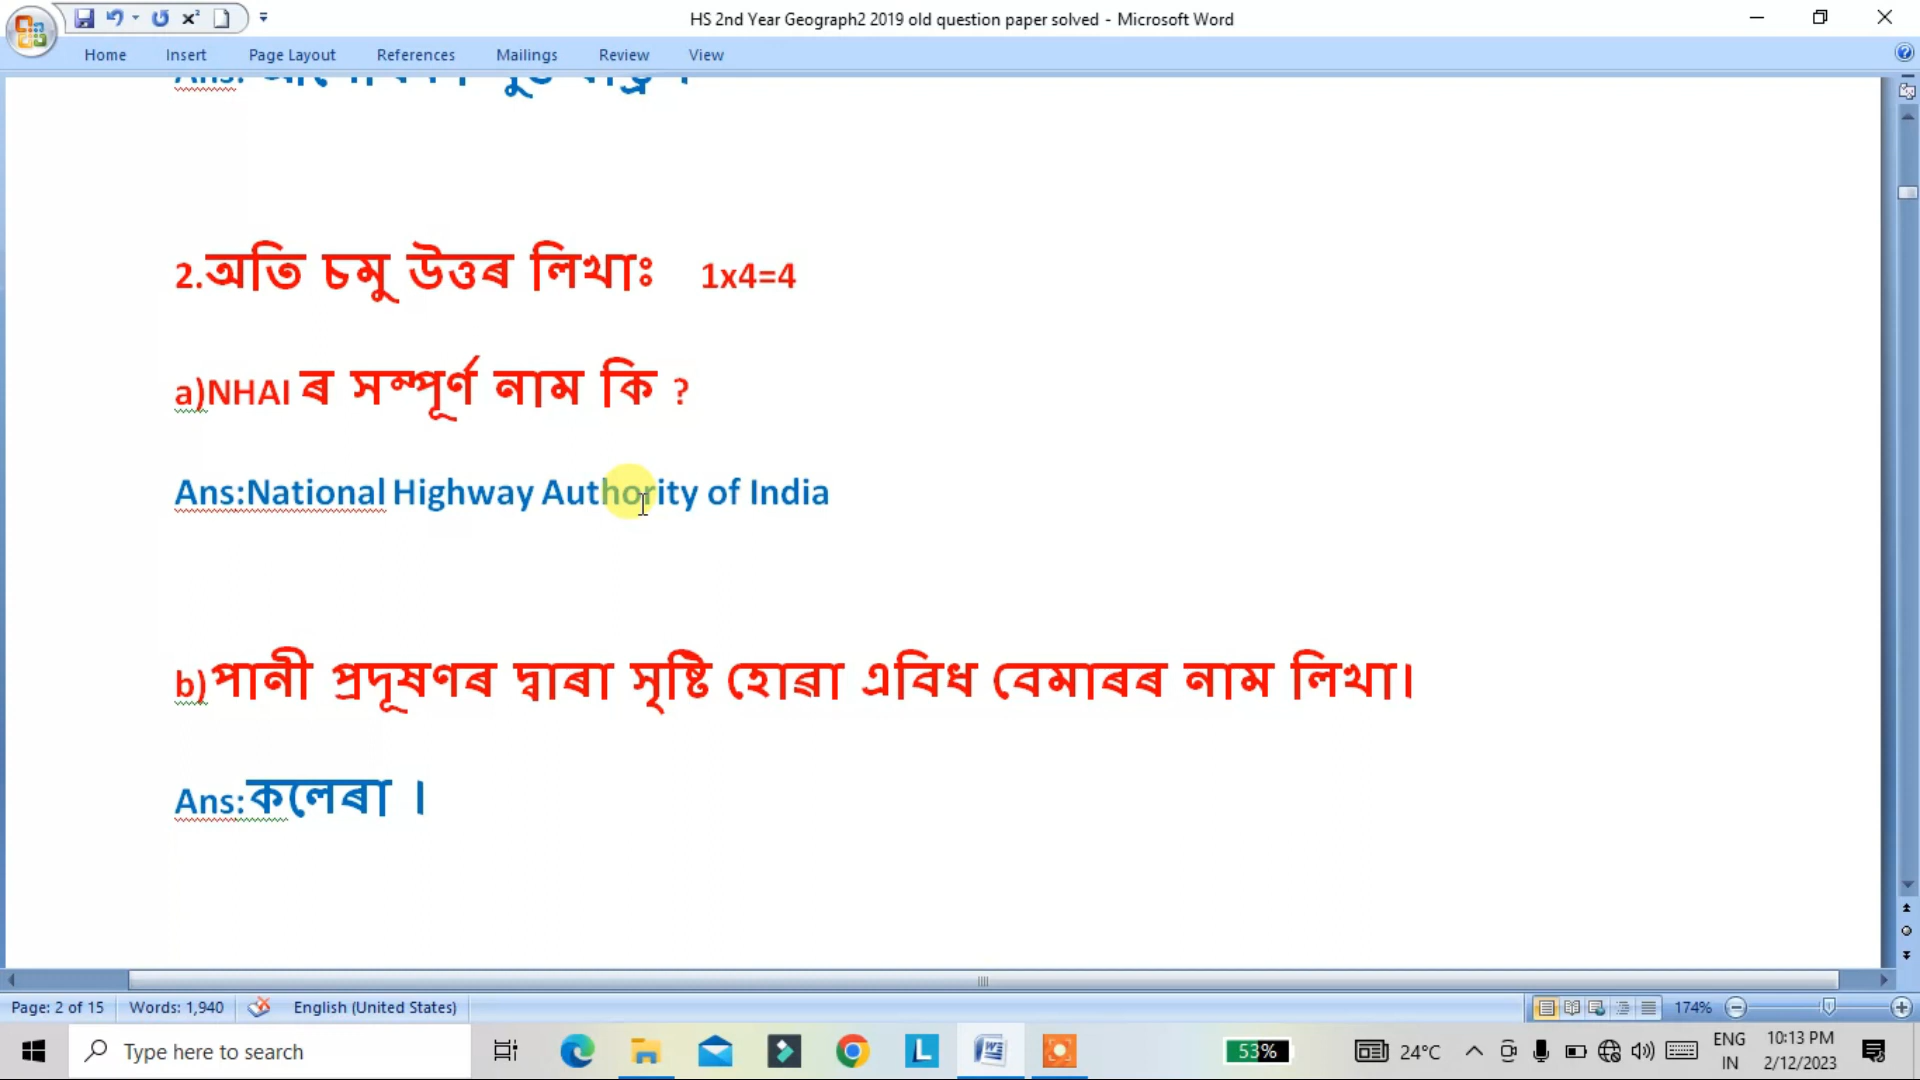 HS 2nd Year Geograph2 2019 old question paper solved - Microsoft Word
Home Insert Page Layout References Mailings Review View
2.অতি চমু উত্তৰ লিখাঃ 1x4=4
a)NHAI ৰ সম্পূৰ্ণ নাম কি ?
Ans:National Highway Authority of India
b)পানী প্ৰদূষণৰ দ্বাৰা সৃষ্টি হোৱা এবিধ বেমাৰৰ নাম লিখা।
Ans:কলেৰা ।
Page: 2 of 15 Words: 1,940 English (United States) 174%
Type here to search 53% 24°C ENG 10:13 PM
IN 2/12/2023